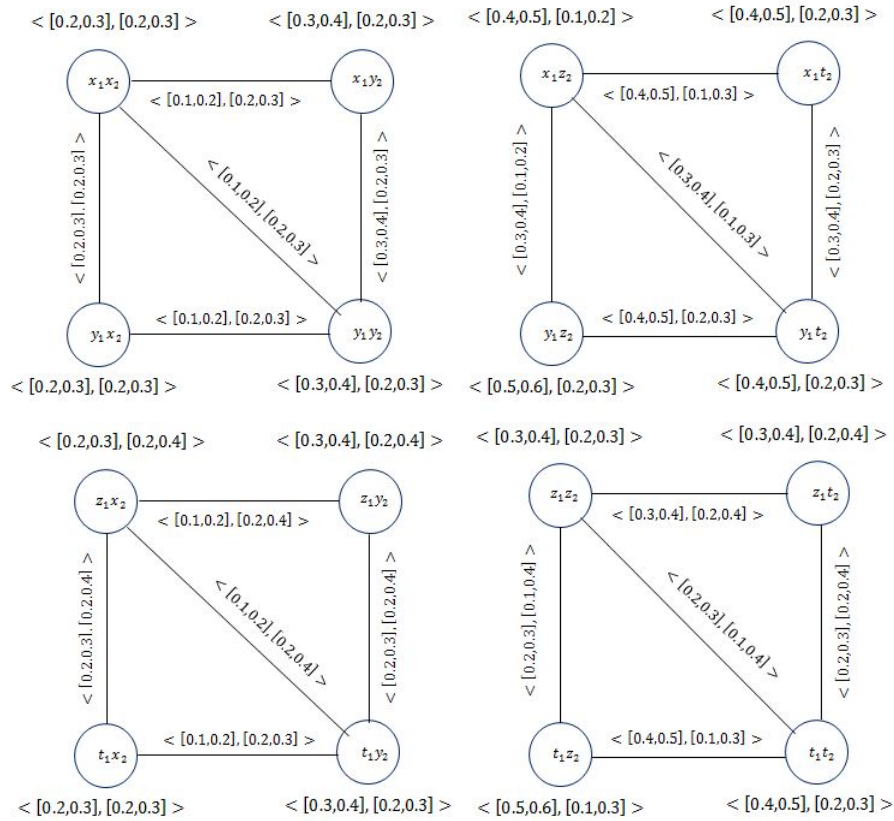 < [0.2,0.3], [0.2,0.3] >
< [0.3,0.4], [0.2,0.3] >
x₁x₂
x₁y₂
< [0.1,0.2], [0.2,0.3] >
< [0.2.0.3]. [0.2.0.3] >
< [0.1,0.2], [0.2,0.3] >
< [0.3,0.4], [0.2,0.3] >
y₁x₂
< [0.1,0.2], [0.2,0.3] >
y₁y₂
< [0.2,0.3], [0.2,0.3] >
< [0.3,0.4], [0.2,0.3] >
< [0.4,0.5], [0.1,0.2] >
< [0.4,0.5], [0.2,0.3] >
x₁z₂
x₁t₂
< [0.4,0.5], [0.1,0.3] >
< [0.3,0.4], [0.1,0.2] >
< [0.3,0.4], [0.1,0.3] >
< [0.3,0.4], [0.2,0.3] >
y₁z₂
< [0.4,0.5], [0.2,0.3] >
y₁t₂
< [0.5,0.6], [0.2,0.3] >
< [0.4,0.5], [0.2,0.3] >
< [0.2,0.3], [0.2,0.4] >
< [0.3,0.4], [0.2,0.4] >
z₁x₂
z₁y₂
< [0.1,0.2], [0.2,0.4] >
< [0.2.0.3]. [0.2.0.4] >
< [0.1,0.2], [0.2,0.4] >
< [0.2,0.3], [0.2,0.4] >
t₁x₂
< [0.1,0.2], [0.2,0.3] >
t₁y₂
< [0.2,0.3], [0.2,0.3] >
< [0.3,0.4], [0.2,0.3] >
< [0.3,0.4], [0.2,0.3] >
< [0.3,0.4], [0.2,0.4] >
z₁z₂
z₁t₂
< [0.3,0.4], [0.2,0.4] >
< [0.2,0.3], [0.1,0.4] >
< [0.2,0.3], [0.1,0.4] >
< [0.2,0.3], [0.2,0.4] >
t₁z₂
< [0.4,0.5], [0.1,0.3] >
t₁t₂
< [0.5,0.6], [0.1,0.3] >
< [0.4,0.5], [0.2,0.3] >